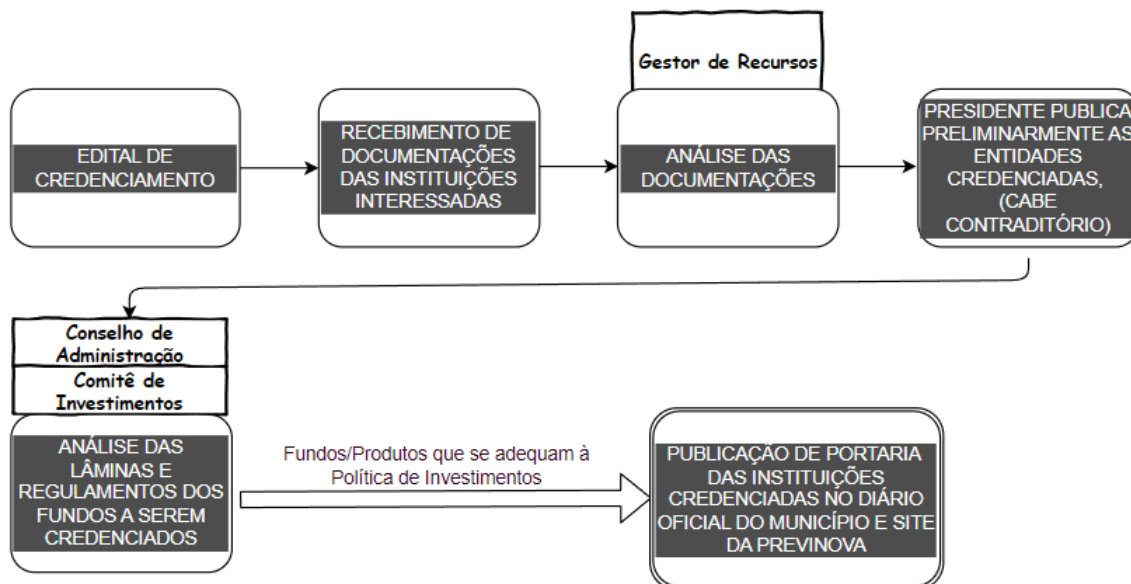 Gestor de Recursos
EDITAL DE
CREDENCIAMENTO
RECEBIMENTO DE
DOCUMENTAÇÕES
DAS INSTITUIÇÕES
INTERESSADAS
ANÁLISE DAS
DOCUMENTAÇÕES
PRESIDENTE PUBLICA
PRELIMINARMENTE AS
ENTIDADES
CREDENCIADAS,
(CABE
CONTRADITÓRIO)
Conselho de
Administração
Comitê de
Investimentos
ANÁLISE DAS
LÂMINAS E
REGULAMENTOS DOS
FUNDOS A SEREM
CREDENCIADOS
Fundos/Produtos que se adequam à
Política de Investimentos
PUBLICAÇÃO DE PORTARIA
DAS INSTITUIÇÕES
CREDENCIADAS NO DIÁRIO
OFICIAL DO MUNICÍPIO E SITE
DA PREVINOVA